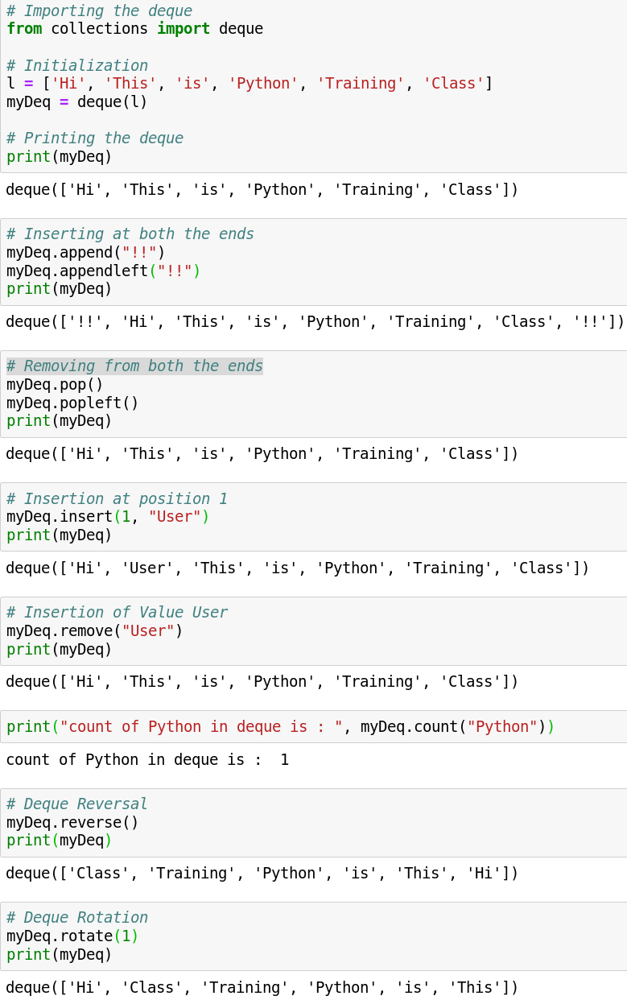 # Importing the deque
from collections import deque
# Initialization
l = ['Hi', 'This', 'is', 'Python', 'Training', 'Class']
myDeq = deque(l)
# Printing the deque
print(myDeq)
deque(['Hi', 'This', 'is', 'Python', 'Training', 'Class'])
# Inserting at both the ends
myDeq.append("!!")
myDeq.appendleft("!!")
print(myDeq)
deque(['!!', 'Hi', 'This', 'is', 'Python', 'Training', 'Class', '!!'])
# Removing from both the ends
myDeq.pop()
myDeq.popleft()
print(myDeq)
deque(['Hi', 'This', 'is', 'Python', 'Training', 'Class'])
# Insertion at position 1
myDeq.insert(1, "User")
print(myDeq)
deque(['Hi', 'User', 'This', 'is', 'Python', 'Training', 'Class'])
# Insertion of Value User
myDeq.remove("User")
print(myDeq)
deque(['Hi', 'This', 'is', 'Python', 'Training', 'Class'])
print("count of Python in deque is : ", myDeq.count("Python"))
count of Python in deque is :  1
# Deque Reversal
myDeq.reverse()
print(myDeq)
deque(['Class', 'Training', 'Python', 'is', 'This', 'Hi'])
# Deque Rotation
myDeq.rotate(1)
print(myDeq)
deque(['Hi', 'Class', 'Training', 'Python', 'is', 'This'])